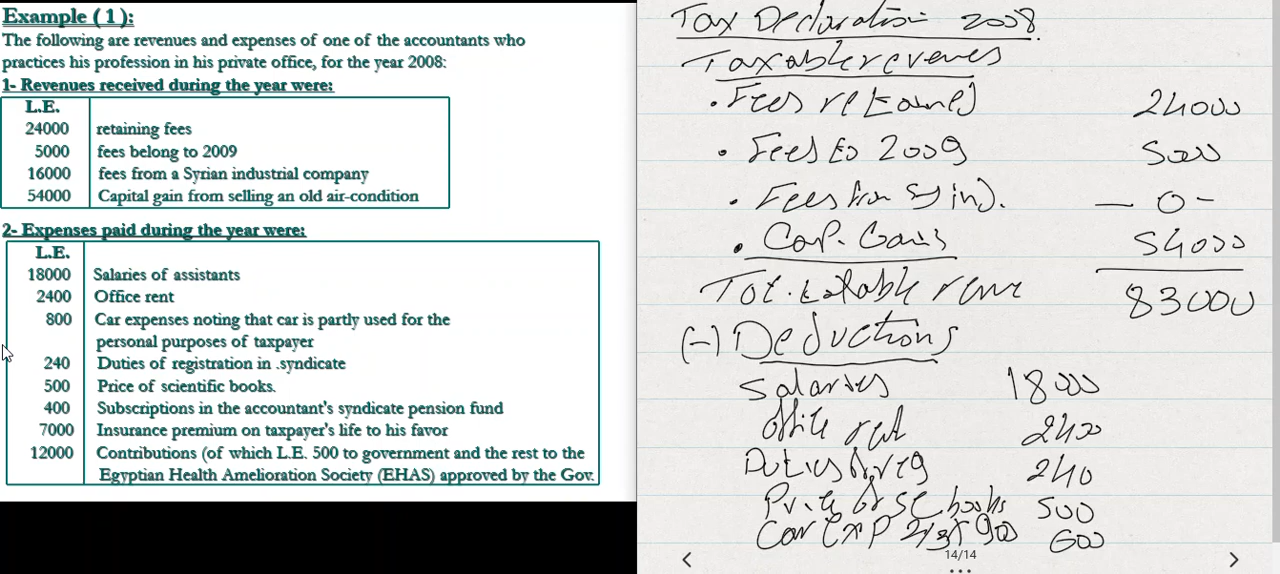 Example ( 1 ):
The following are revenues and expenses of one of the accountants who
practices his profession in his private office, for the year 2008:
1- Revenues received during the year were:
L.E.
24000 retaining fees
5000 fees belong to 2009
16000 fees from a Syrian industrial company
54000 Capital gain from selling an old air-condition
2- Expenses paid during the year were:
L.E.
18000 Salaries of assistants
2400 Office rent
800 Car expenses noting that car is partly used for the
personal purposes of taxpayer
240 Duties of registration in .syndicate
500 Price of scientific books.
400 Subscriptions in the accountant's syndicate pension fund
7000 Insurance premium on taxpayer's life to his favor
12000 Contributions (of which L.E. 500 to government and the rest to the
Egyptian Health Amelioration Society (EHAS) approved by the Gov.
Tax Declaration 2008.
Taxable revenues
• Fees retained 24000
• Fees to 2009 5000
• Fees from Sy ind. — 0 -
• Cap. Gains 54000
Tot. taxable reve 83000
(-) Deductions
Salaries 18000
Office rent 2400
Duties for reg 240
Price of Sc books 500
Car Exp 2/3 X 900 600
14/14